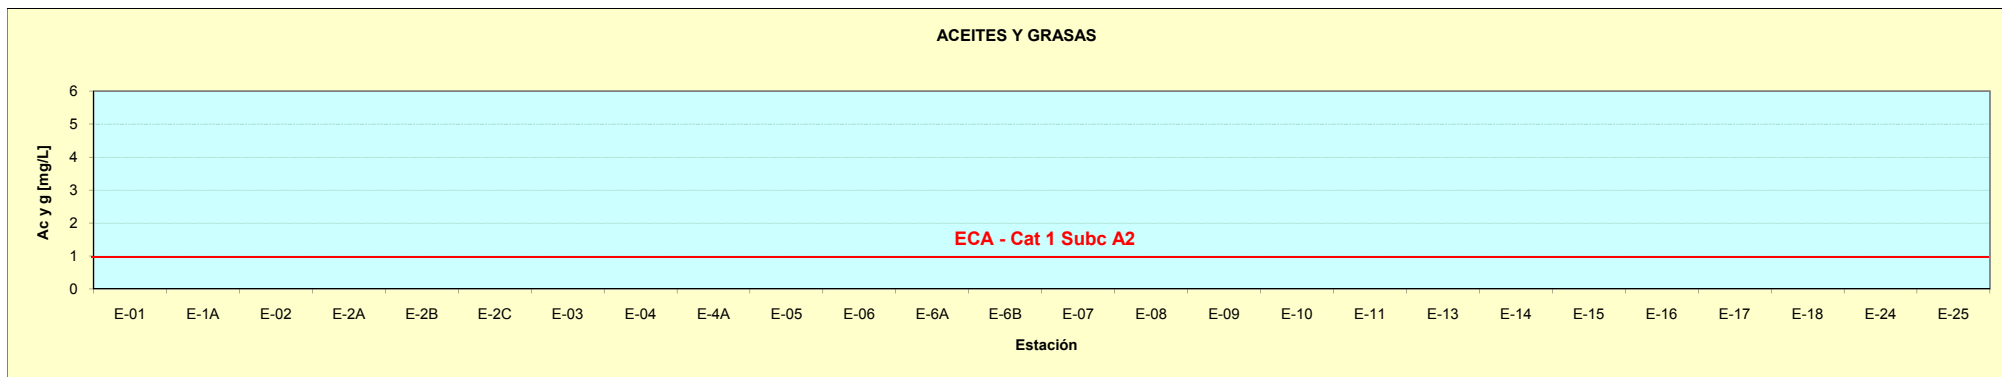 ACEITES Y GRASAS
6
5
4
3
2
1
0
Ac y g [mg/L]
ECA - Cat 1 Subc A2
E-01 E-1A E-02 E-2A E-2B E-2C E-03 E-04 E-4A E-05 E-06 E-6A E-6B E-07 E-08 E-09 E-10 E-11 E-13 E-14 E-15 E-16 E-17 E-18 E-24 E-25
Estación